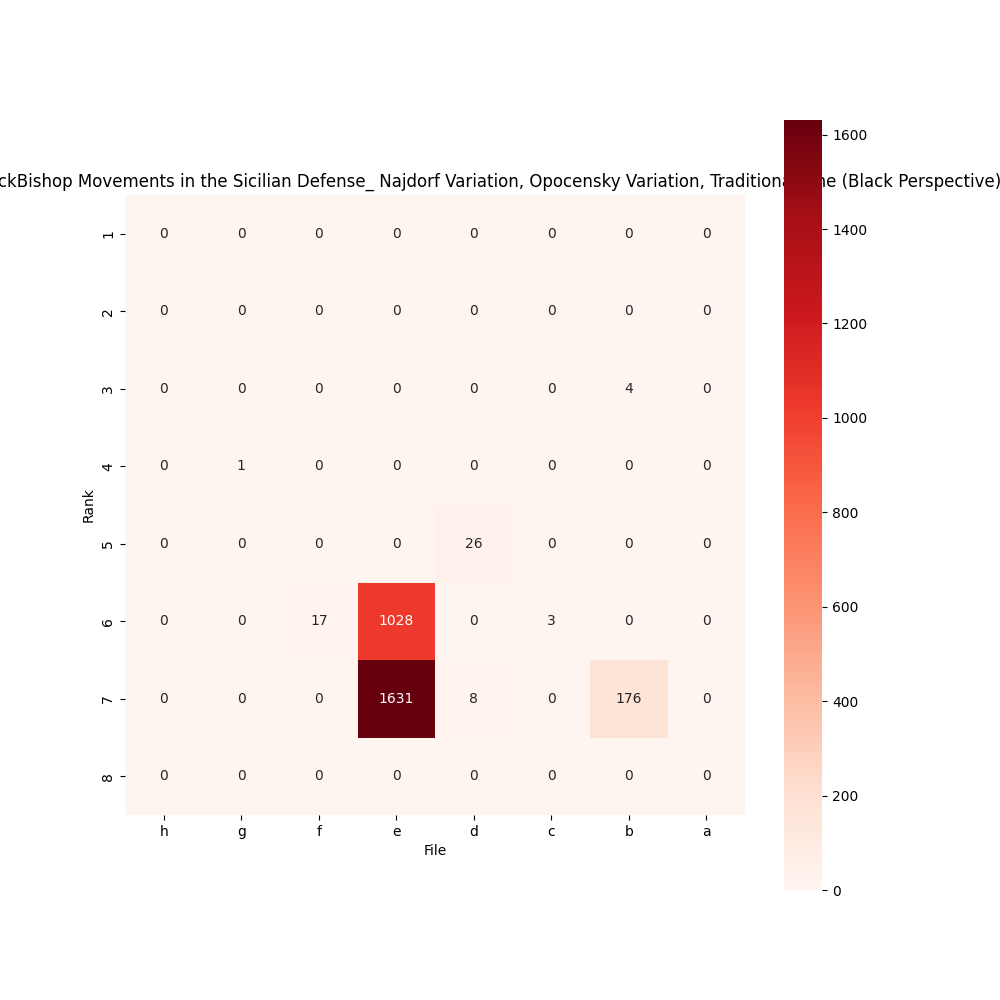 ckBishop Movements in the Sicilian Defense_ Najdorf Variation, Opocensky Variation, Traditiona ne (Black Perspective)
1 0 0 0 0 0 0 0 0
2 0 0 0 0 0 0 0 0
3 0 0 0 0 0 0 4 0
4 0 1 0 0 0 0 0 0
Rank
5 0 0 0 0 26 0 0 0
6 0 0 17 1028 0 3 0 0
7 0 0 0 1631 8 0 176 0
8 0 0 0 0 0 0 0 0
h g f e d c b a
File
1600
1400
1200
1000
800
600
400
200
0